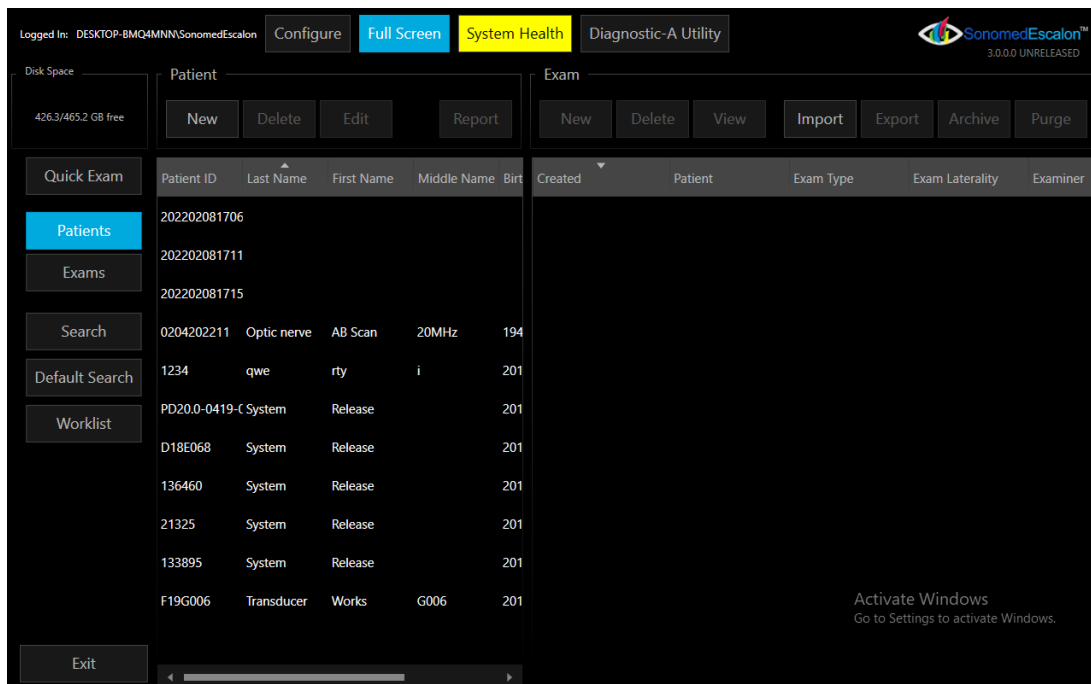 Logged In: DESKTOP-BMQ4MNN\SonomedEscalon Configure Full Screen System Health Diagnostic-A Utility SonomedEscalon™
3.0.0.0 UNRELEASED
Disk Space Patient Exam
426.3/465.2 GB free New Delete Edit Report New Delete View Import Export Archive Purge
Quick Exam Patient ID Last Name First Name Middle Name Birt Created Patient Exam Type Exam Laterality Examiner
202202081706
Patients
202202081711
Exams
202202081715
Search 0204202211 Optic nerve AB Scan 20MHz 194
Default Search 1234 qwe rty i 201
PD20.0-0419-0 System Release 201
Worklist
D18E068 System Release 201
136460 System Release 201
21325 System Release 201
133895 System Release 201
F19G006 Transducer Works G006 201
Activate Windows
Go to Settings to activate Windows.
Exit